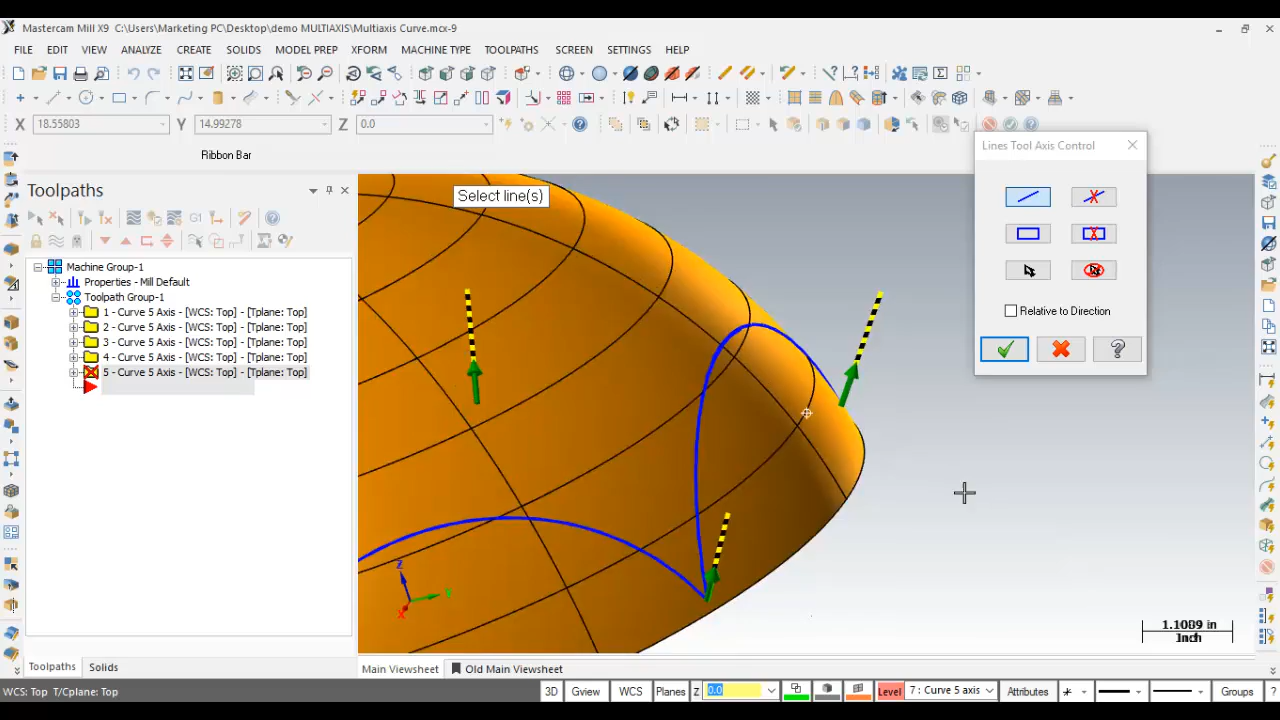 Mastercam Mill X9 C:\Users\Marketing PC\Desktop\demo MULTIAXIS\Multiaxis Curve.mcx-9
FILE EDIT VIEW ANALYZE CREATE SOLIDS MODEL PREP XFORM MACHINE TYPE TOOLPATHS SCREEN SETTINGS HELP
X 18.55803 Y 14.99278 Z 0.0
Ribbon Bar
Lines Tool Axis Control
Toolpaths
Select line(s)
G1
Machine Group-1
Properties - Mill Default
Toolpath Group-1
1 - Curve 5 Axis - [WCS: Top] - [Tplane: Top]
2 - Curve 5 Axis - [WCS: Top] - [Tplane: Top]
3 - Curve 5 Axis - [WCS: Top] - [Tplane: Top]
4 - Curve 5 Axis - [WCS: Top] - [Tplane: Top]
5 - Curve 5 Axis - [WCS: Top] - [Tplane: Top]
Relative to Direction
Z
Y
X
1.1089 in
Inch
Toolpaths Solids
Main Viewsheet Old Main Viewsheet
WCS: Top T/Cplane: Top
3D Gview WCS Planes Z 0.0 Level 7 : Curve 5 axis Attributes Groups ?